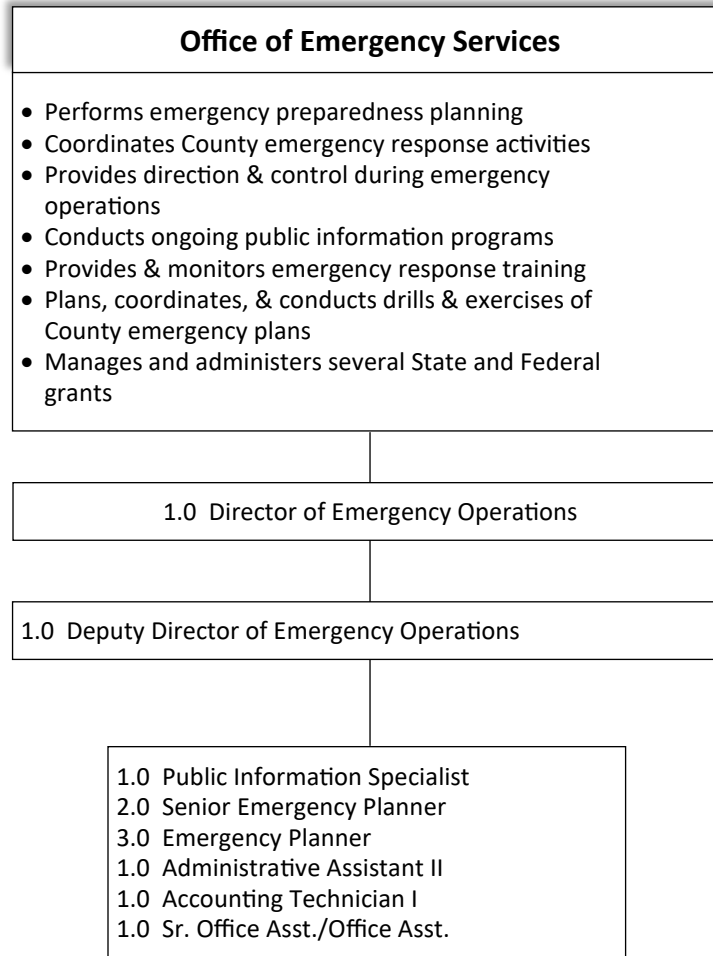 Office of Emergency Services
• Performs emergency preparedness planning
• Coordinates County emergency response activities
• Provides direction & control during emergency
operations
• Conducts ongoing public information programs
• Provides & monitors emergency response training
• Plans, coordinates, & conducts drills & exercises of
County emergency plans
• Manages and administers several State and Federal
grants
1.0 Director of Emergency Operations
1.0 Deputy Director of Emergency Operations
1.0 Public Information Specialist
2.0 Senior Emergency Planner
3.0 Emergency Planner
1.0 Administrative Assistant II
1.0 Accounting Technician I
1.0 Sr. Office Asst./Office Asst.